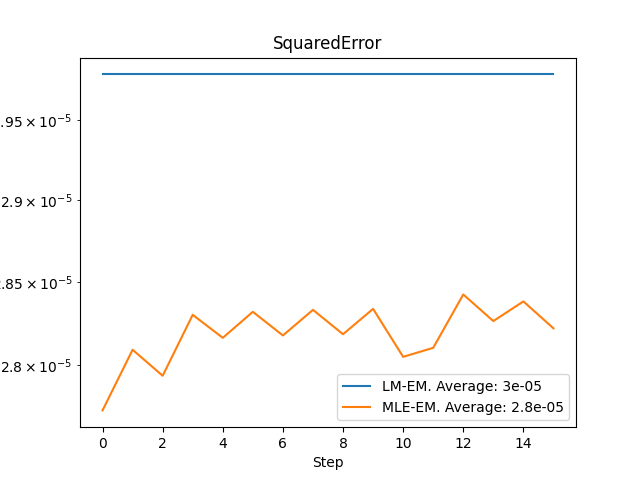 SquaredError
.95 × 10⁻⁵
2.9 × 10⁻⁵
.85 × 10⁻⁵
2.8 × 10⁻⁵
LM-EM. Average: 3e-05
MLE-EM. Average: 2.8e-05
0 2 4 6 8 10 12 14
Step